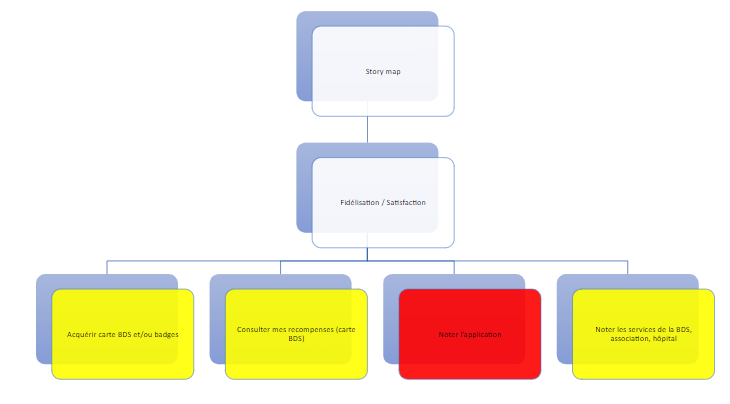 Story map
Fidélisation / Satisfaction
Acquérir carte BDS et/ou badges
Consulter mes recompenses (carte
BDS)
Noter l'application
Noter les services de la BDS,
association, hôpital